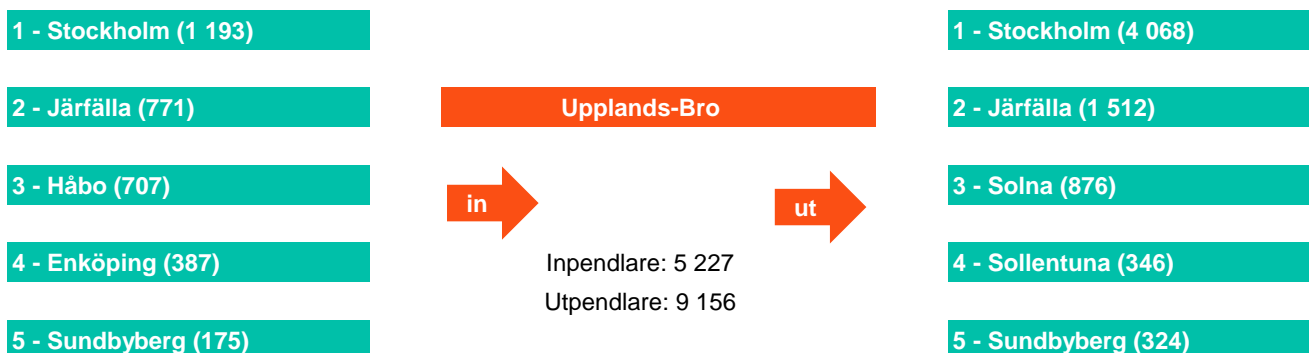 1 - Stockholm (1 193)
2 - Järfälla (771)
3 - Håbo (707)
4 - Enköping (387)
5 - Sundbyberg (175)
Upplands-Bro
in
ut
Inpendlare: 5 227
Utpendlare: 9 156
1 - Stockholm (4 068)
2 - Järfälla (1 512)
3 - Solna (876)
4 - Sollentuna (346)
5 - Sundbyberg (324)